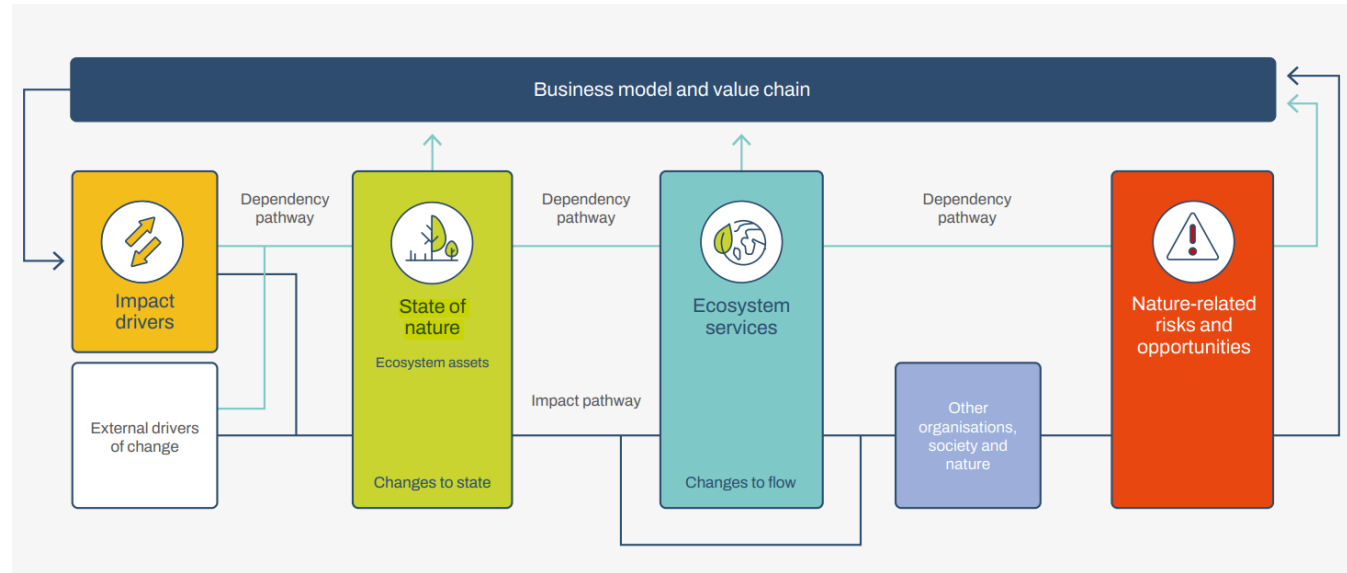 Business model and value chain
Dependency
pathway
Dependency
pathway
Dependency
pathway
Impact
drivers
State of
nature
Ecosystem assets
Ecosystem
services
Nature-related
risks and
opportunities
External drivers
of change
Impact pathway
Other
organisations,
society and
nature
Changes to state
Changes to flow